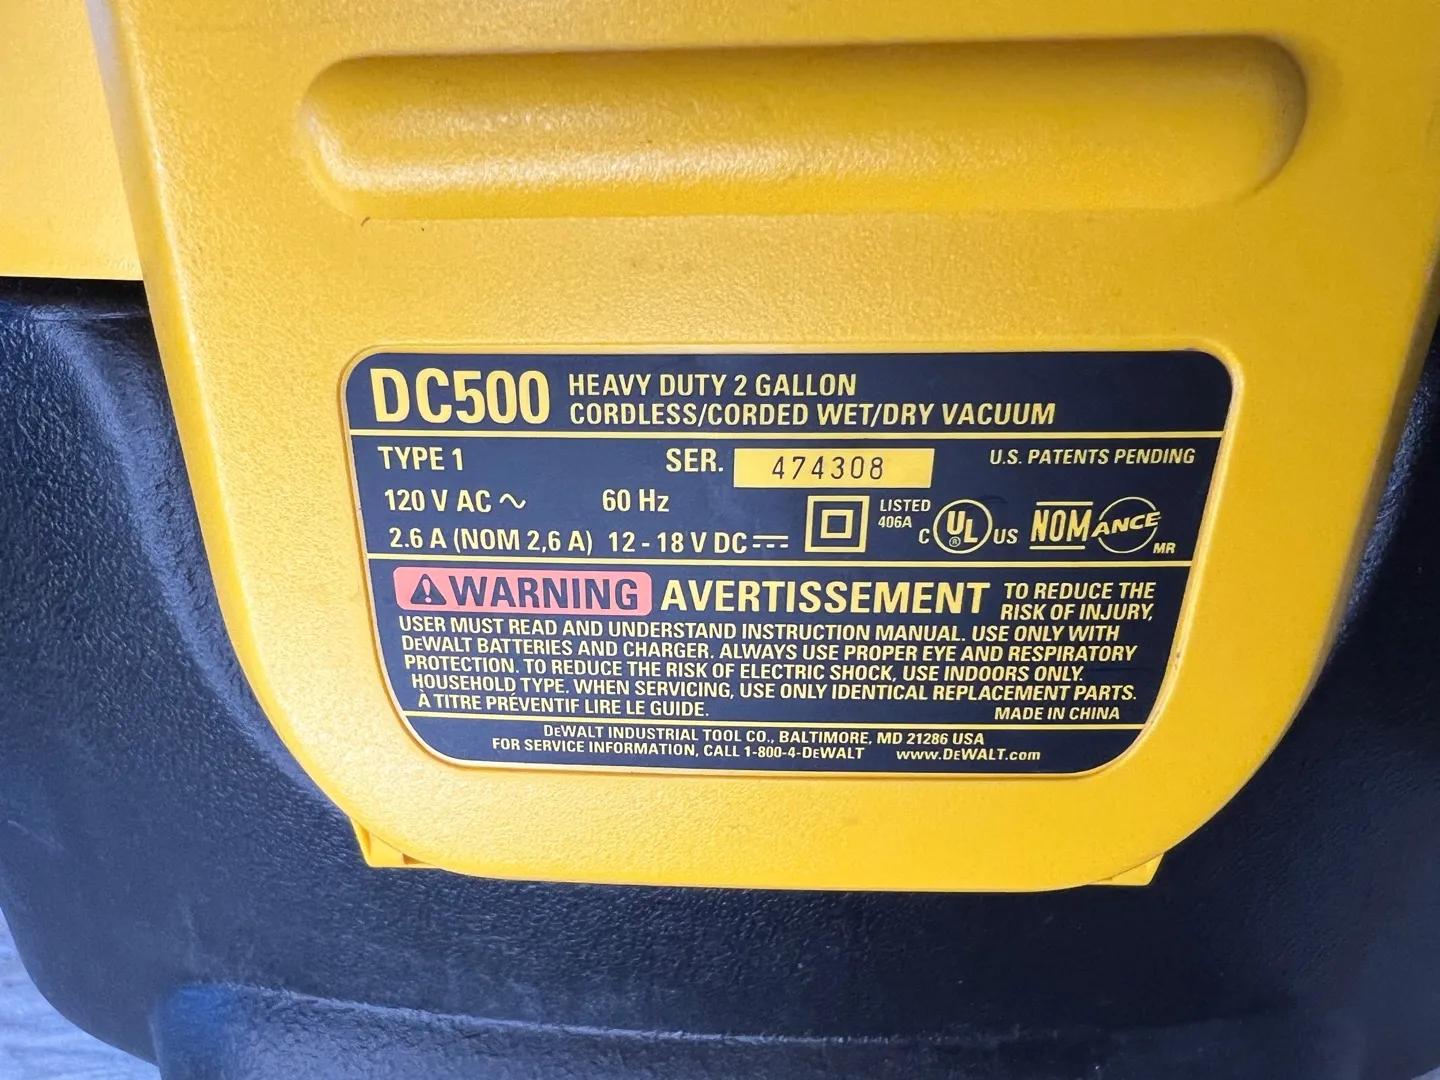 DC500 HEAVY DUTY 2 GALLON
CORDLESS/CORDED WET/DRY VACUUM
TYPE 1 SER. 474308 U.S. PATENTS PENDING
120 V AC ~ 60 Hz
2.6 A (NOM 2,6 A) 12 - 18 V DC
LISTED
406A
C UL ® US NOM ANCE MR
WARNING AVERTISSEMENT TO REDUCE THE
RISK OF INJURY,
USER MUST READ AND UNDERSTAND INSTRUCTION MANUAL. USE ONLY WITH
DEWALT BATTERIES AND CHARGER. ALWAYS USE PROPER EYE AND RESPIRATORY
PROTECTION. TO REDUCE THE RISK OF ELECTRIC SHOCK, USE INDOORS ONLY.
HOUSEHOLD TYPE. WHEN SERVICING, USE ONLY IDENTICAL REPLACEMENT PARTS.
À TITRE PRÉVENTIF LIRE LE GUIDE. MADE IN CHINA
DEWALT INDUSTRIAL TOOL CO., BALTIMORE, MD 21286 USA
FOR SERVICE INFORMATION, CALL 1-800-4-DEWALT www.DEWALT.com